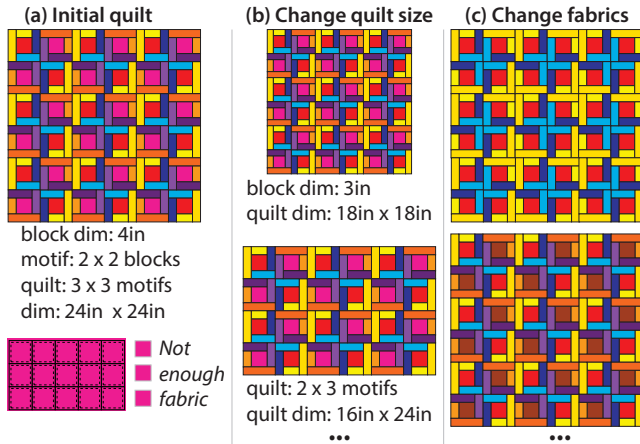 (a) Initial quilt
block dim: 4in
motif: 2 x 2 blocks
quilt: 3 x 3 motifs
dim: 24in x 24in
Not
enough
fabric
(b) Change quilt size
block dim: 3in
quilt dim: 18in x 18in
quilt: 2 x 3 motifs
quilt dim: 16in x 24in
•••
(c) Change fabrics
•••